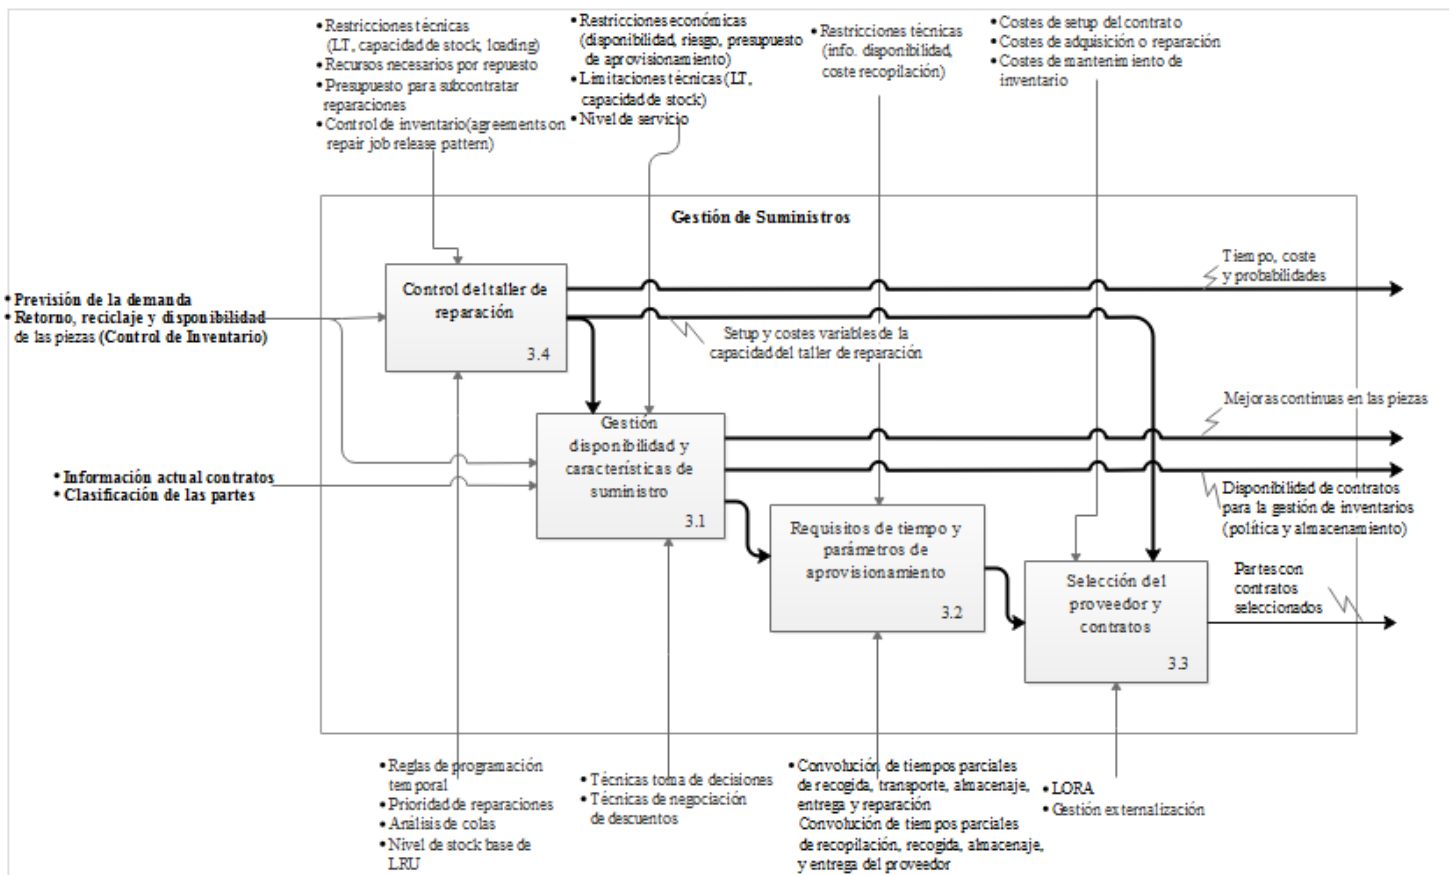 • Restricciones técnicas
(LT, capacidad de stock, loading)
• Recursos necesarios por repuesto
• Presupuesto para subcontratar
reparaciones
• Control de inventario(agreements on
repair job release pattern)
• Restricciones económicas
(disponibilidad, riesgo, presupuesto
de aprovisionamiento)
• Limitaciones técnicas (LT,
capacidad de stock)
• Nivel de servicio
• Restricciones técnicas
(info. disponibilidad,
coste recopilación)
• Costes de setup del contrato
• Costes de adquisición o reparación
• Costes de mantenimiento de
inventario
Gestión de Suministros
• Previsión de la demanda
• Retorno, reciclaje y disponibilidad
de las piezas (Control de Inventario)
Control del taller de
reparación
3.4
Tiempo, coste
y probabilidades
Setup y costes variables de la
capacidad del taller de reparación
Mejoras continuas en las piezas
• Información actual contratos
• Clasificación de las partes
Gestión
disponibilidad y
características de
suministro
3.1
Disponibilidad de contratos
para la gestión de inventarios
(política y almacenamiento)
Requisitos de tiempo y
parámetros de
aprovisionamiento
3.2
Selección del
proveedor y
contratos
3.3
Partes con
contratos
seleccionados
• Reglas de programación
temporal
• Prioridad de reparaciones
• Análisis de colas
• Nivel de stock base de
LRU
• Técnicas toma de decisiones
• Técnicas de negociación
de descuentos
• Convolución de tiempos parciales
de recogida, transporte, almacenaje,
entrega y reparación
Convolución de tiempos parciales
de recopilación, recogida, almacenaje,
y entrega del proveedor
• LORA
• Gestión externalización